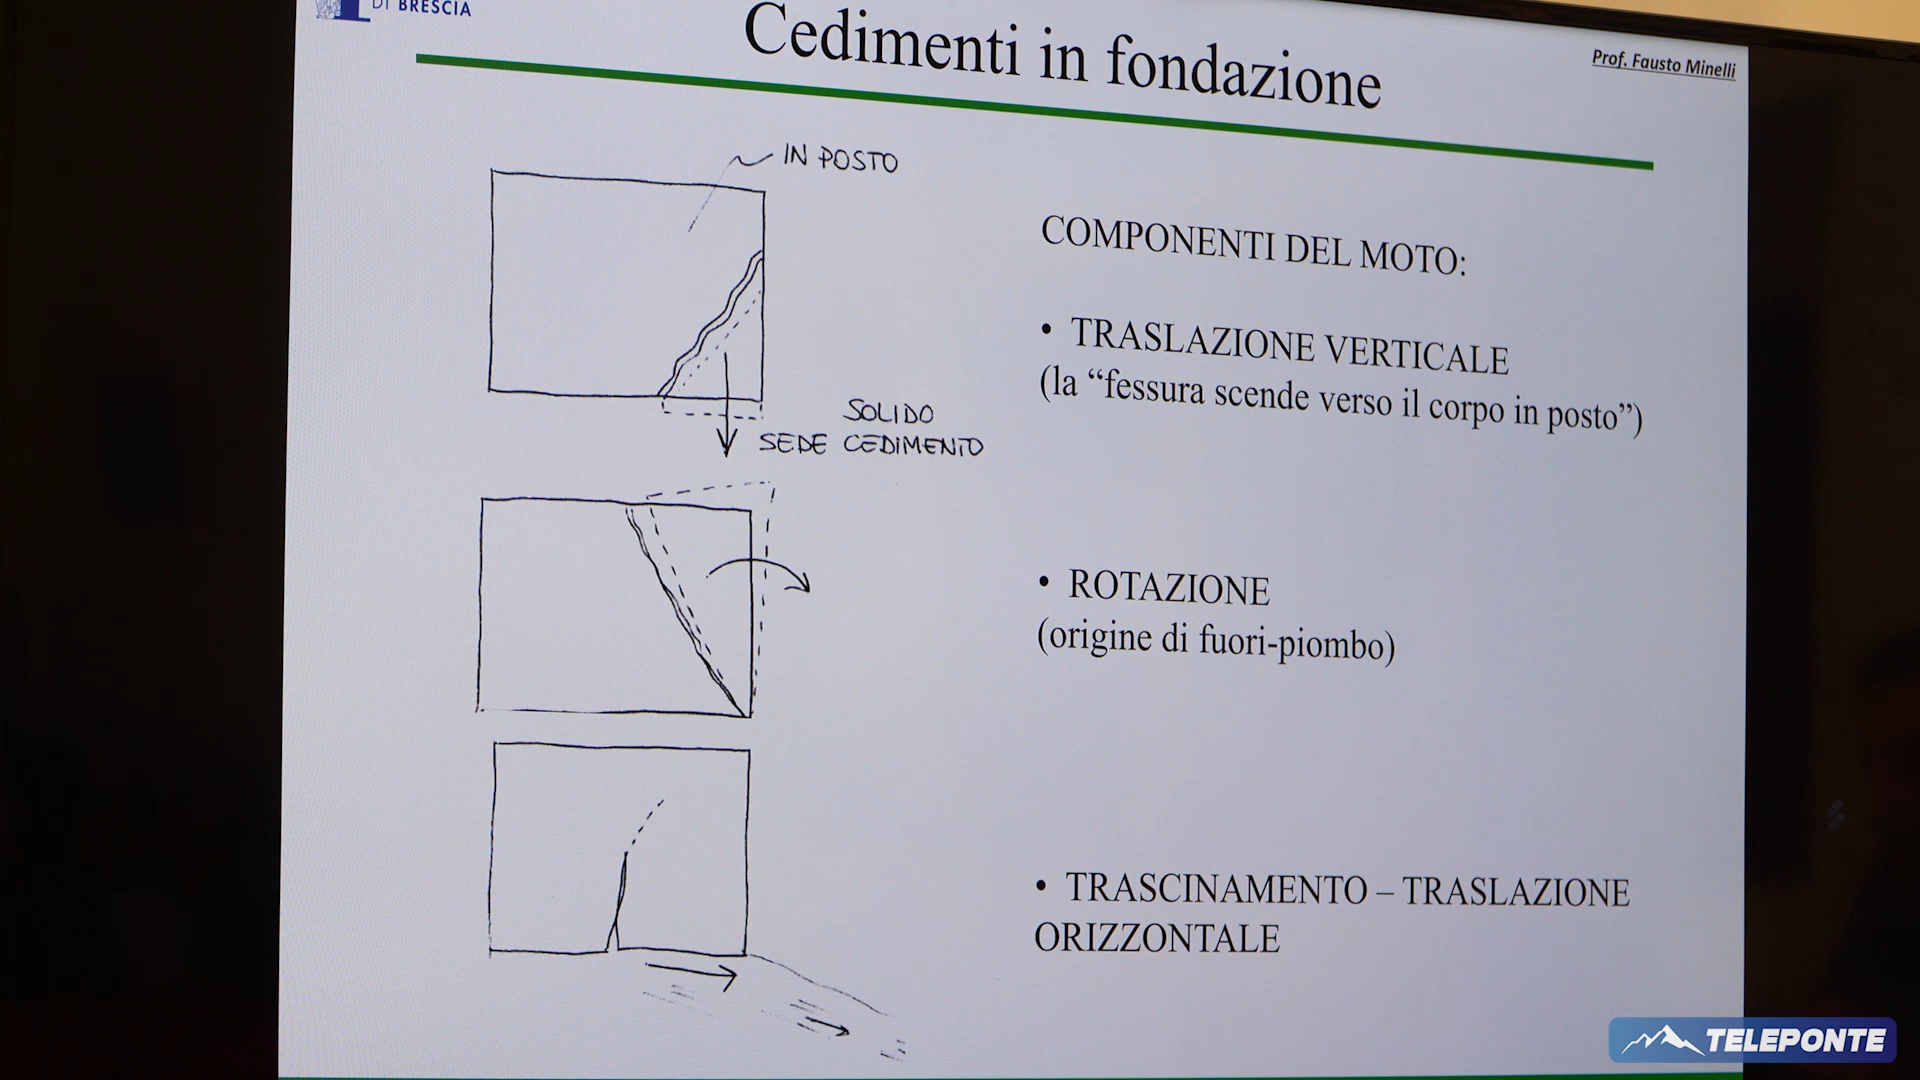 DI BRESCIA
Cedimenti in fondazione
Prof. Fausto Minelli
IN POSTO
COMPONENTI DEL MOTO:
• TRASLAZIONE VERTICALE
(la “fessura scende verso il corpo in posto”)
SOLIDO
SEDE CEDIMENTO
• ROTAZIONE
(origine di fuori-piombo)
• TRASCINAMENTO – TRASLAZIONE
ORIZZONTALE
TELEPONTE